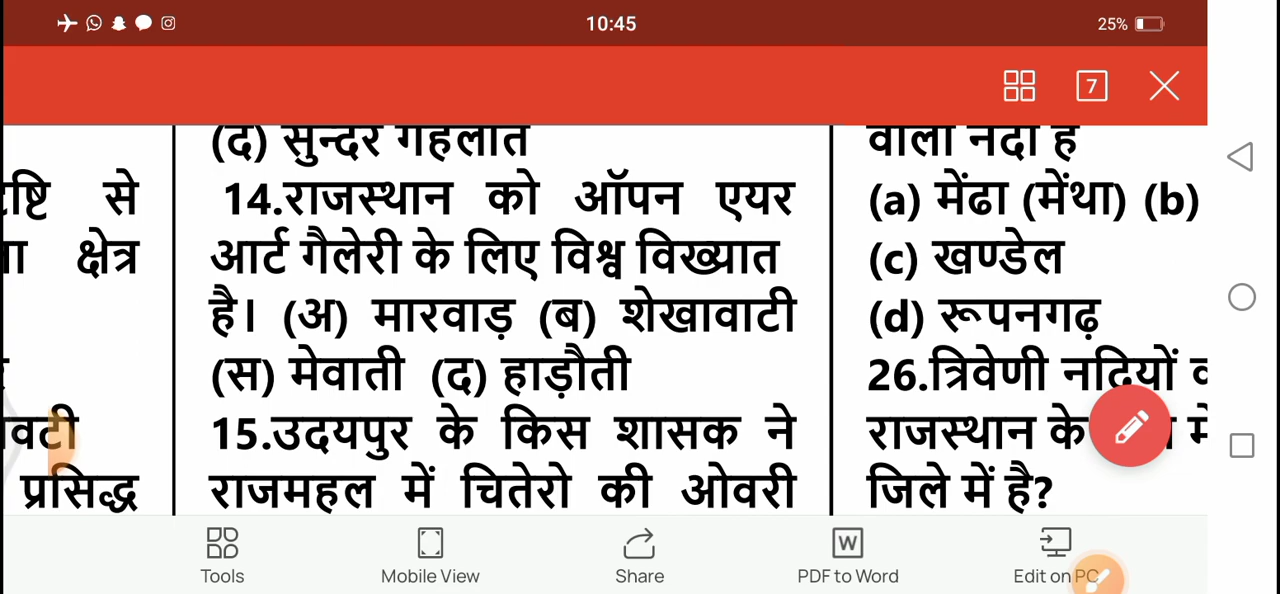 10:45
25%
7
ष्टि से
क्षेत्र
वटी
प्रसिद्ध
(द) सुन्दर गहलोत
14.राजस्थान को ऑपन एयर
आर्ट गैलेरी के लिए विश्व विख्यात
है। (अ) मारवाड़ (ब) शेखावाटी
(स) मेवाती (द) हाड़ौती
15.उदयपुर के किस शासक ने
राजमहल में चितेरो की ओवरी
वाली नदी है
(a) मेंढा (मेंथा) (b)
(c) खण्डेल
(d) रूपनगढ़
26.त्रिवेणी नदियों
राजस्थान के
जिले में है?
Tools
Mobile View
Share
W
PDF to Word
Edit on PC